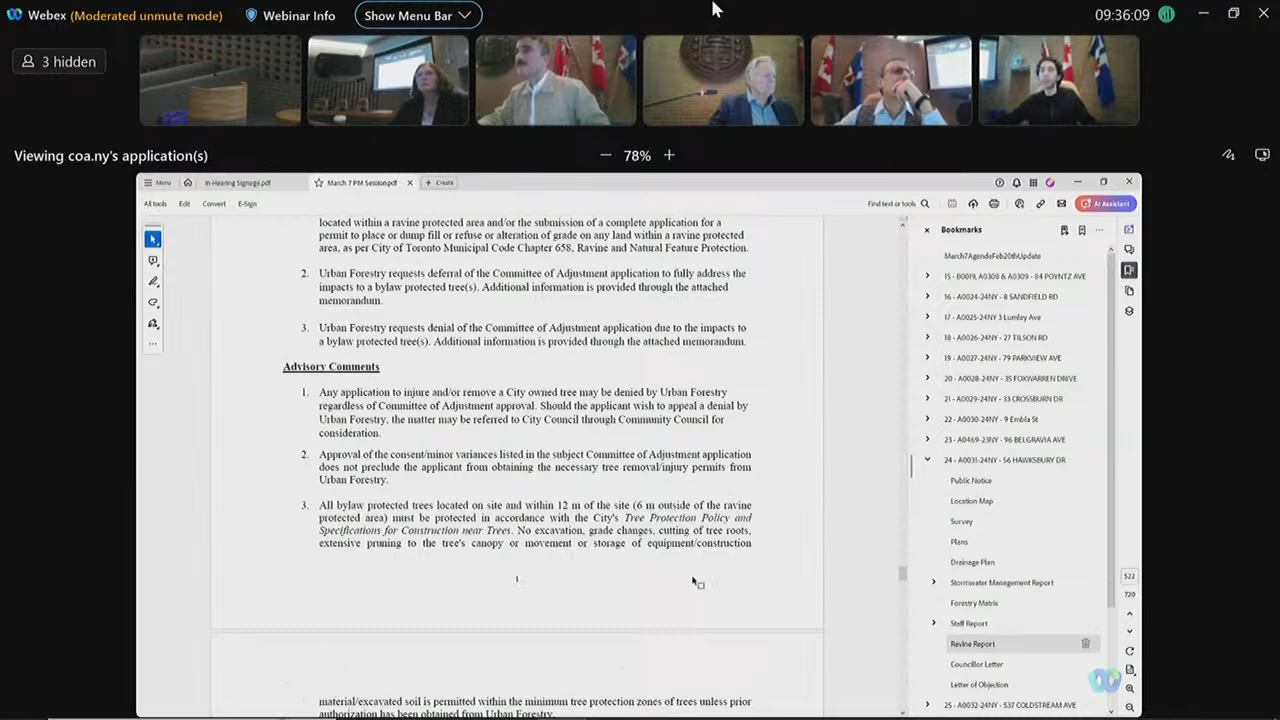 Webex (Moderated unmute mode) Webinar Info Show Menu Bar 09:36:09
3 hidden
Viewing coa.ny's application(s) 78%
Menu In-Hearing Signage.pdf March 7 PM Session.pdf Create
All tools Edit Convert E-Sign Find text or tools AI Assistant
located within a ravine protected area and/or the submission of a complete application for a
permit to place or dump fill or refuse or alteration of grade on any land within a ravine protected
area, as per City of Toronto Municipal Code Chapter 658, Ravine and Natural Feature Protection.
2. Urban Forestry requests deferral of the Committee of Adjustment application to fully address the
impacts to a bylaw protected tree(s). Additional information is provided through the attached
memorandum.
3. Urban Forestry requests denial of the Committee of Adjustment application due to the impacts to
a bylaw protected tree(s). Additional information is provided through the attached memorandum.
Advisory Comments
1. Any application to injure and/or remove a City owned tree may be denied by Urban Forestry
regardless of Committee of Adjustment approval. Should the applicant wish to appeal a denial by
Urban Forestry, the matter may be referred to City Council through Community Council for
consideration.
2. Approval of the consent/minor variances listed in the subject Committee of Adjustment application
does not preclude the applicant from obtaining the necessary tree removal/injury permits from
Urban Forestry.
3. All bylaw protected trees located on site and within 12 m of the site (6 m outside of the ravine
protected area) must be protected in accordance with the City's Tree Protection Policy and
Specifications for Construction near Trees. No excavation, grade changes, cutting of tree roots,
extensive pruning to the tree's canopy or movement or storage of equipment/construction
1
material/excavated soil is permitted within the minimum tree protection zones of trees unless prior
authorization has been obtained from Urban Forestry.
Bookmarks
March7AgendaFeb20thUpdate
15 - B0019, A0308 & A0309 - 84 POYNTZ AVE
16 - A0024-24NY - 8 SANDFIELD RD
17 - A0025-24NY 3 Lumley Ave
18 - A0026-24NY - 27 TILSON RD
19 - A0027-24NY - 79 PARKVIEW AVE
20 - A0028-24NY - 35 FOXWARREN DRIVE
21 - A0029-24NY - 33 CROSSBURN DR
22 - A0030-24NY - 9 Embla St
23 - A0469-23NY - 96 BELGRAVIA AVE
24 - A0031-24NY - 56 HAWKSBURY DR
Public Notice
Location Map
Survey
Plans
Drainage Plan
Stormwater Management Report
Forestry Matrix
Staff Report
Ravine Report
Councillor Letter
Letter of Objection
25 - A0032-24NY - 537 COLDSTREAM AVE
522
720